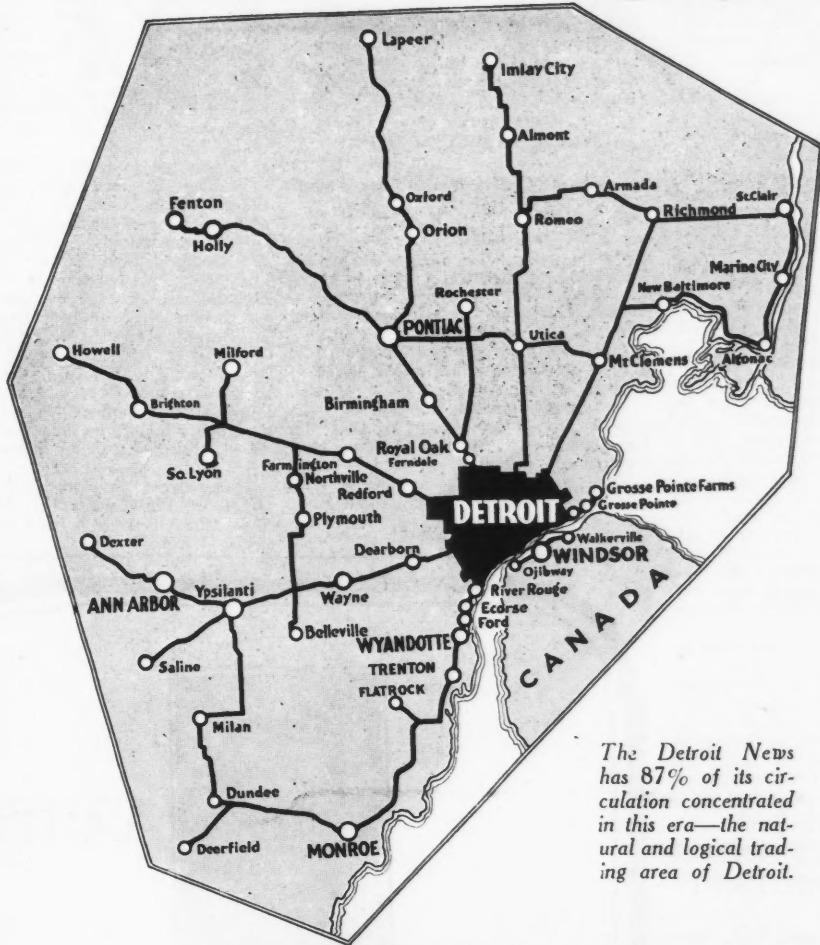 Lapeer
Imlay City
Almont
Armada
Oxford
Romeo
Richmond
St. Clair
Fenton
Holly
Orion
Marine City
Rochester
New Baltimore
PONTIAC
Utica
Mt Clemens
Algonac
Howell
Milford
Brighton
Birmingham
So. Lyon
Royal Oak
Ferndale
Farmington
Northville
Redford
Grosse Pointe Farms
Grosse Pointe
DETROIT
Plymouth
Walkerville
WINDSOR
Dexter
Dearborn
Ojibway
ANN ARBOR
Ypsilanti
Wayne
River Rouge
Ecorse
Ford
Belleville
WYANDOTTE
CANADA
Saline
TRENTON
FLATROCK
Milan
Dundee
Deerfield
MONROE
The Detroit News
has 87% of its cir-
culation concentrated
in this era—the nat-
ural and logical trad-
ing area of Detroit.